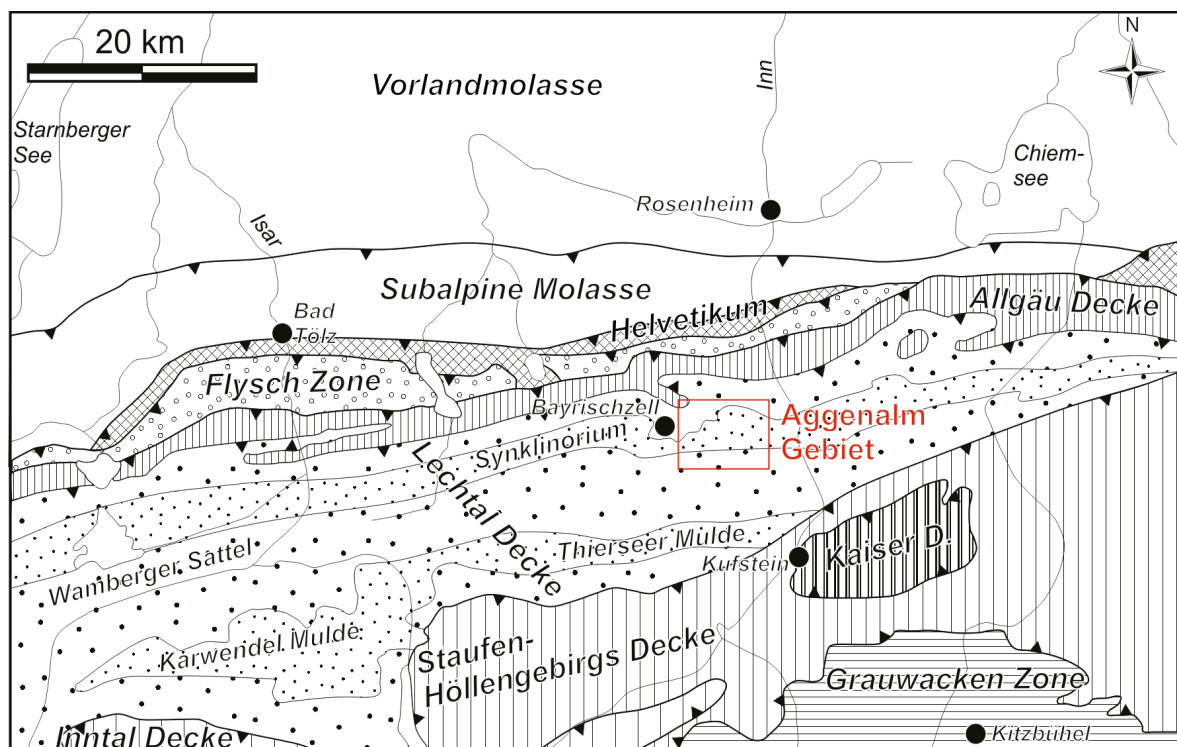 20 km
N
Vorlandmolasse
Inn
Starnberger
See
Chiem-
see
Rosenheim
Isar
Subalpine Molasse
Allgäu Decke
Bad
Tölz
Helvetikum
Flysch Zone
Bayrischzell
Aggenalm
Gebiet
Synklinorium
Lechtal Decke
Thierseer Mulde
Wamberger Sattel
Kufstein
Kaiser D.
Karwendel Mulde
Staufen-
Höllengebirgs Decke
Grauwacken Zone
Inntal Decke
Kitzbühel